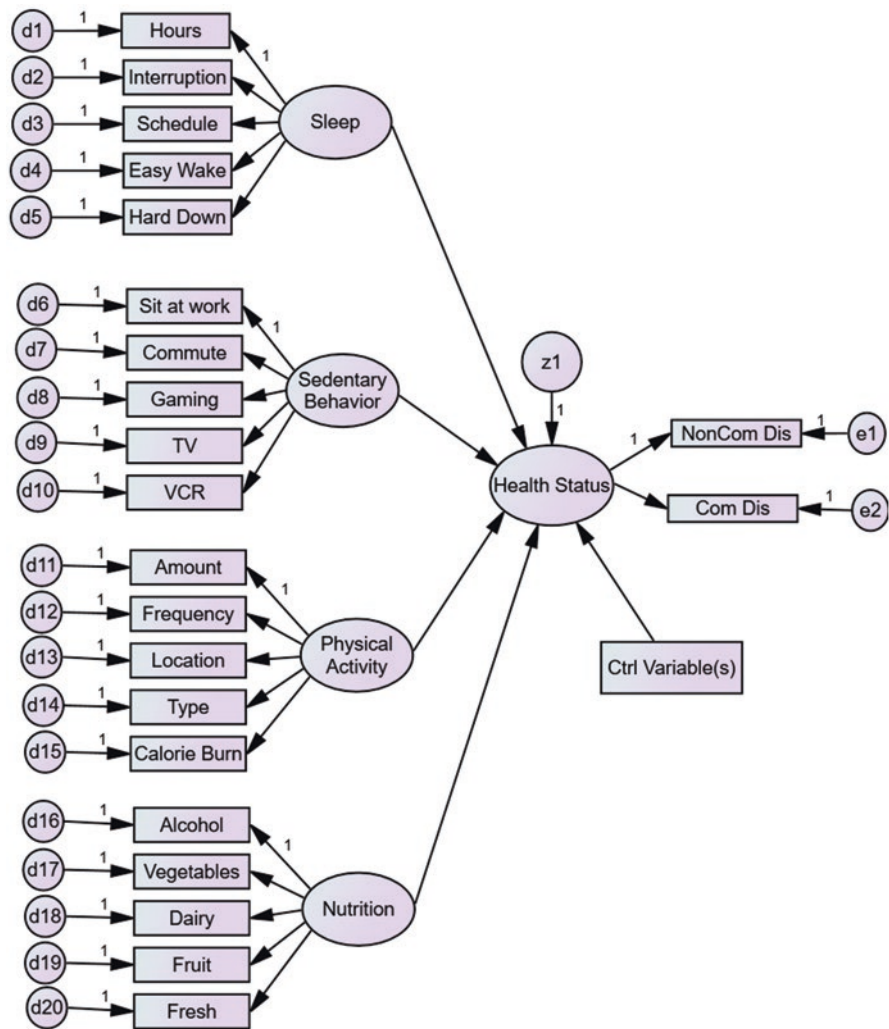 d1 1 Hours
1
d2 1 Interruption
d3 1 Schedule
Sleep
d4 1 Easy Wake
d5 1 Hard Down
d6 1 Sit at work
1
d7 1 Commute
d8 1 Gaming
Sedentary
Behavior
d9 1 TV
d10 1 VCR
z1
1
Health Status
1 NonCom Dis 1 e1
Com Dis 1 e2
Ctrl Variable(s)
d11 1 Amount
1
d12 1 Frequency
d13 1 Location
Physical
Activity
d14 1 Type
d15 1 Calorie Burn
d16 1 Alcohol
1
d17 1 Vegetables
d18 1 Dairy
Nutrition
d19 1 Fruit
d20 1 Fresh